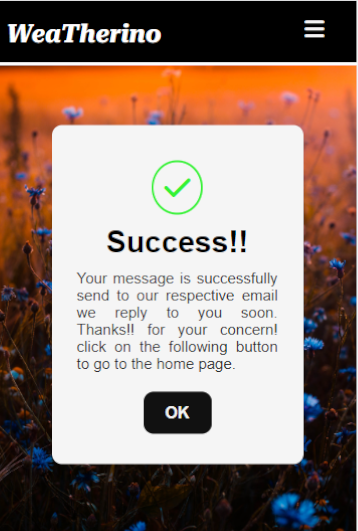 WeaTherino
Success!!
Your message is successfully
send to our respective email
we reply to you soon.
Thanks!! for your concern!
click on the following button
to go to the home page.
OK